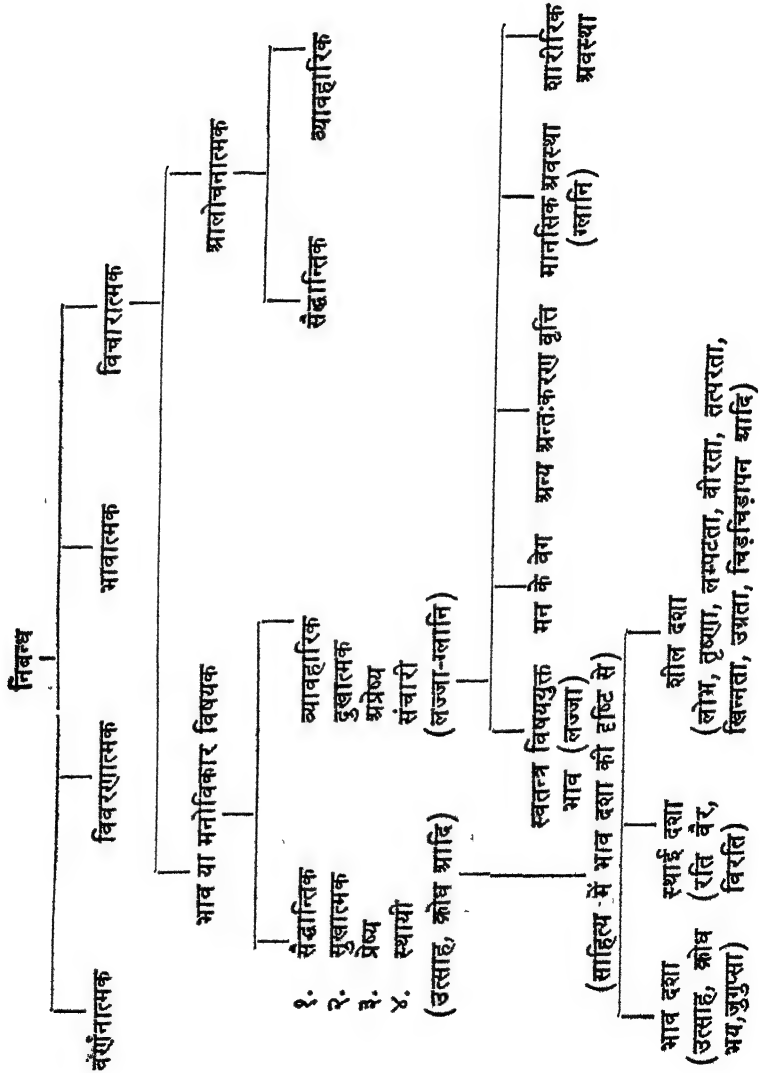 निबन्ध
वर्णनात्मक विवरणात्मक भावात्मक विचारात्मक
भाव या मनोविकार विषयक आलोचनात्मक
सैद्धान्तिक व्यावहारिक
१. सैद्धान्तिक व्यावहारिक
२. सुखात्मक दुखात्मक
३. प्रेष्य अप्रेष्य
४. स्थायी संचारी
(उत्साह, क्रोध आदि) (लज्जा-ग्लानि)
स्वतन्त्र विषययुक्त मन के वेग अन्य अन्तःकरण वृत्ति मानसिक अवस्था शारीरिक
भाव (लज्जा) (ग्लानि) अवस्था
(साहित्य में भाव दशा की दृष्टि से)
भाव दशा स्थाई दशा शील दशा
(उत्साह, क्रोध (रति वैर, (लोभ, तृष्णा, लम्पटता, वीरता, तत्परता,
भय,जुगुप्सा) विरति) खिन्नता, उग्रता, चिड़चिड़ापन आदि)